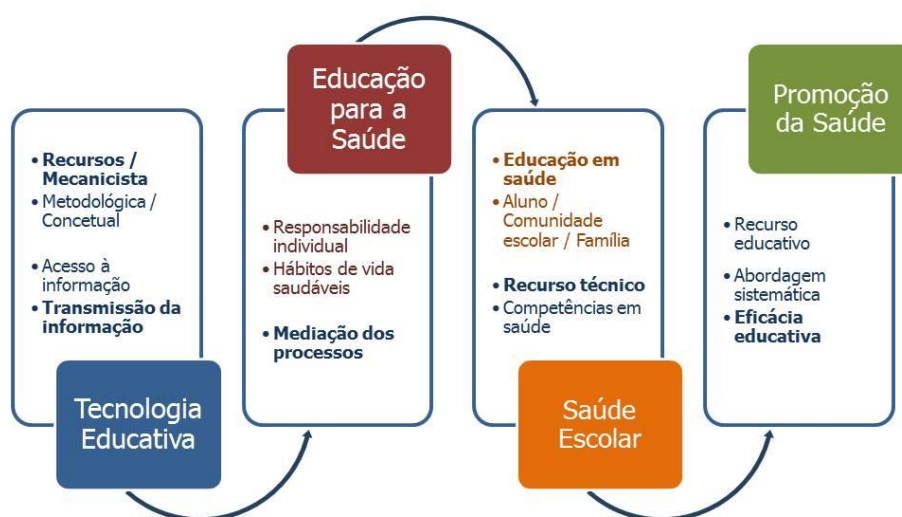 • Recursos /
Mecanicista
• Metodológica /
Concetual
• Acesso à
informação
• Transmissão da
informação
Tecnologia
Educativa
Educação
para a
Saúde
• Responsabilidade
individual
• Hábitos de vida
saudáveis
• Mediação dos
processos
• Educação em
saúde
• Aluno /
Comunidade
escolar / Família
• Recurso técnico
• Competências em
saúde
Saúde
Escolar
Promoção
da Saúde
• Recurso
educativo
• Abordagem
sistemática
• Eficácia
educativa